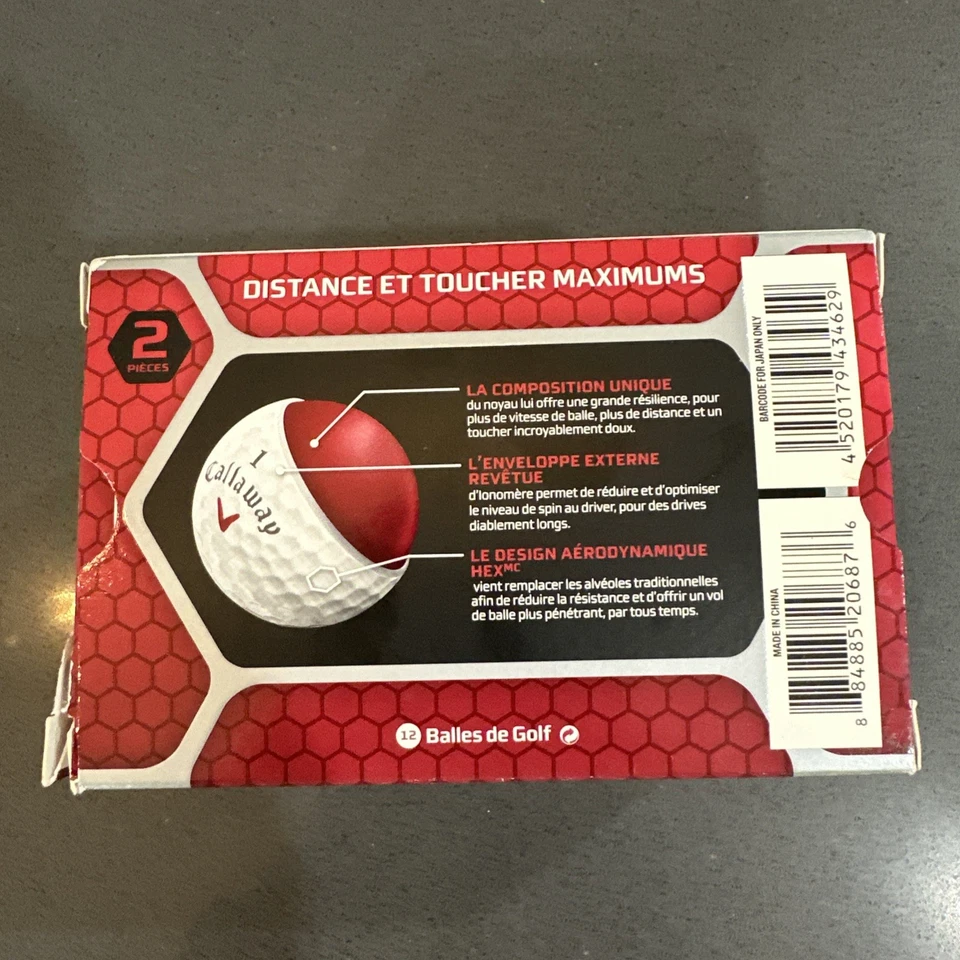 DISTANCE ET TOUCHER MAXIMUMS
2
PIÈCES
LA COMPOSITION UNIQUE
du noyau lui offre une grande résilience, pour
plus de vitesse de balle, plus de distance et un
toucher incroyablement doux.
L'ENVELOPPE EXTERNE
REVÊTUE
d'Ionomère permet de réduire et d'optimiser
le niveau de spin au driver, pour des drives
diablement longs.
LE DESIGN AÉRODYNAMIQUE
HEXMC
vient remplacer les alvéoles traditionnelles
afin de réduire la résistance et d'offrir un vol
de balle plus pénétrant, par tous temps.
1
Callaway
12 Balles de Golf
BARCODE FOR JAPAN ONLY
4 520179 434629
MADE IN CHINA
8 84885 20687 6